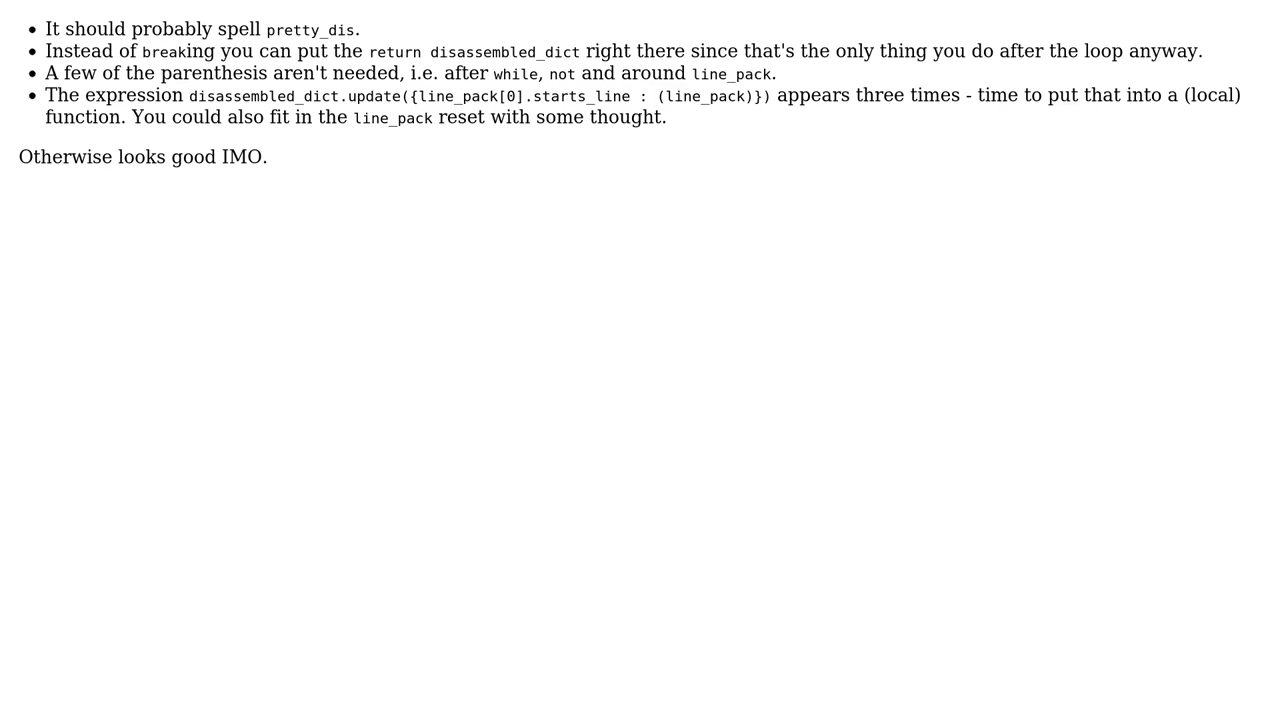 It should probably spell pretty_dis.
Instead of breaking you can put the return disassembled_dict right there since that's the only thing you do after the loop anyway.
A few of the parenthesis aren't needed, i.e. after while, not and around line_pack.
The expression disassembled_dict.update({line_pack[0].starts_line : (line_pack)}) appears three times - time to put that into a (local)
function. You could also fit in the line_pack reset with some thought.
Otherwise looks good IMO.